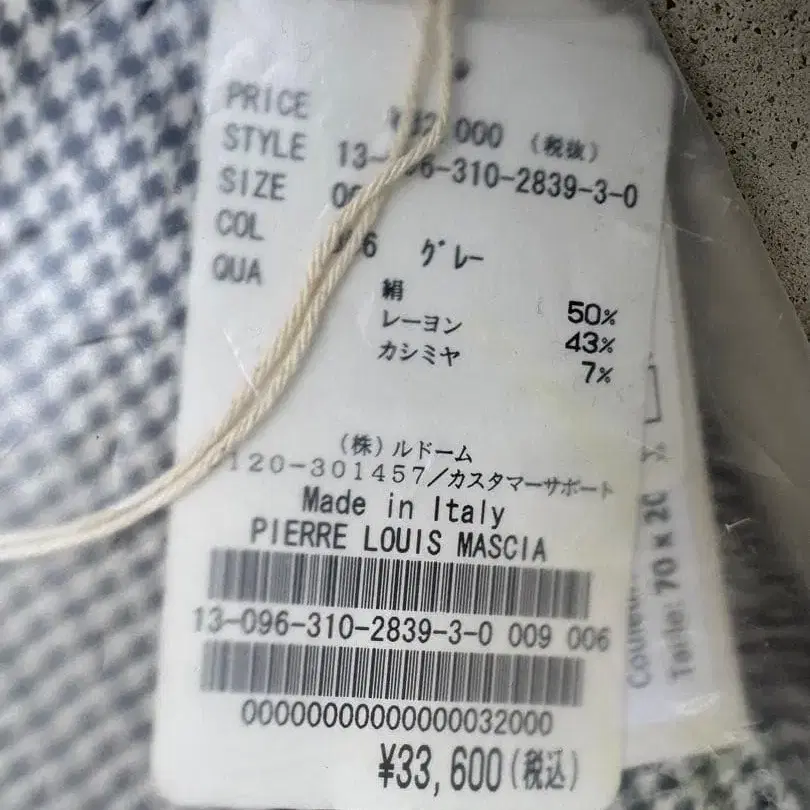 PRICE ¥32,000 (税抜)
STYLE 13-096-310-2839-3-0
SIZE
COL グレー
QUA
絹 50%
レーヨン 43%
カシミヤ 7%
(株)ルドーム
120-301457/カスタマーサポート
Made in Italy
PIERRE LOUIS MASCIA
13-096-310-2839-3-0 009 006
00000000000000032000
¥33,600(税込)
70 x 20